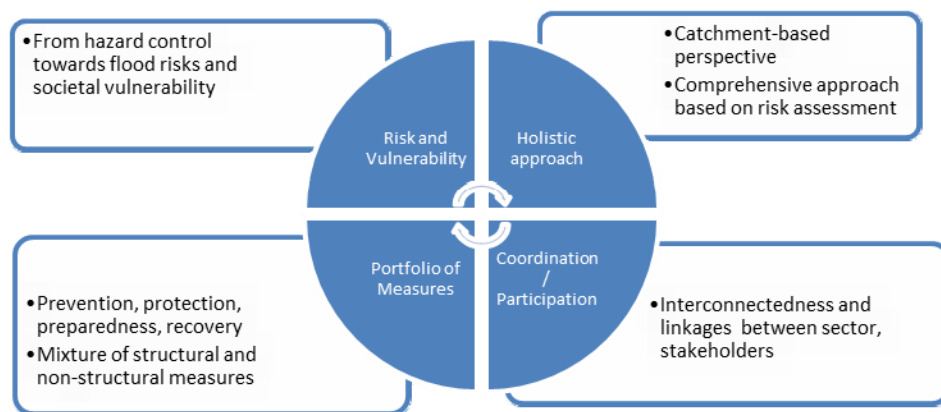 •From hazard control
towards flood risks and
societal vulnerability
•Catchment-based
perspective
•Comprehensive approach
based on risk assessment
Risk and
Vulnerability
Holistic
approach
Portfolio of
Measures
Coordination
/
Participation
•Prevention, protection,
preparedness, recovery
•Mixture of structural and
non-structural measures
•Interconnectedness and
linkages between sector,
stakeholders